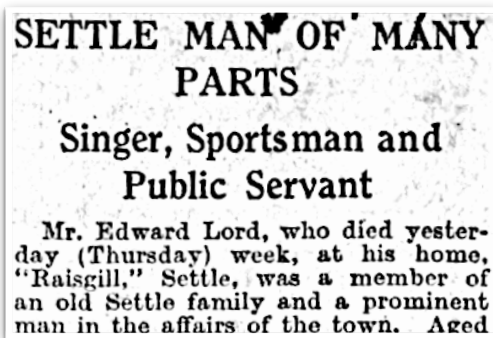 SETTLE MAN OF MANY
PARTS
Singer, Sportsman and
Public Servant
Mr. Edward Lord, who died yester-
day (Thursday) week, at his home,
"Raisgill," Settle, was a member of
an old Settle family and a prominent
man in the affairs of the town. Aged